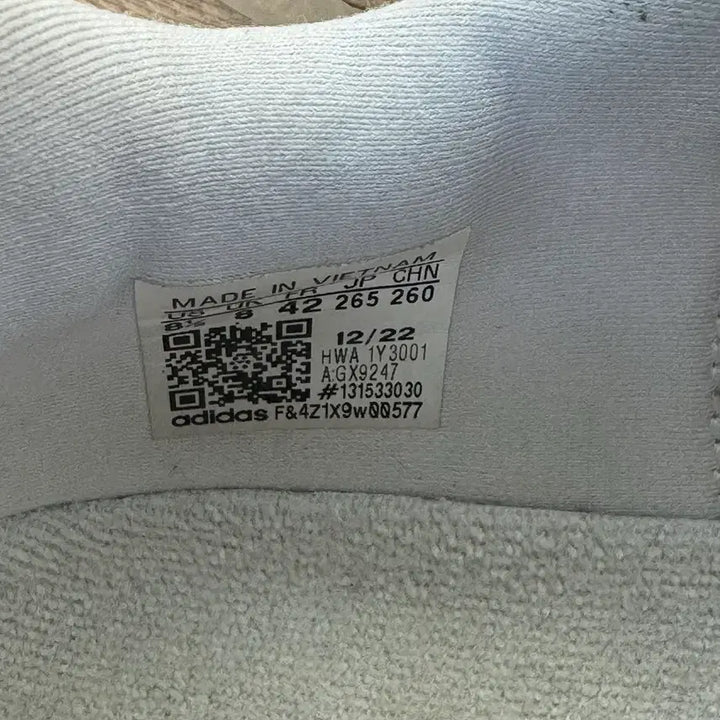 MADE IN VIETNAM
US UK FR JP CHN
8½ 8 42 265 260
12/22
HWA 1Y3001
A:GX9247
#131533030
adidas F&4Z1X9w00577